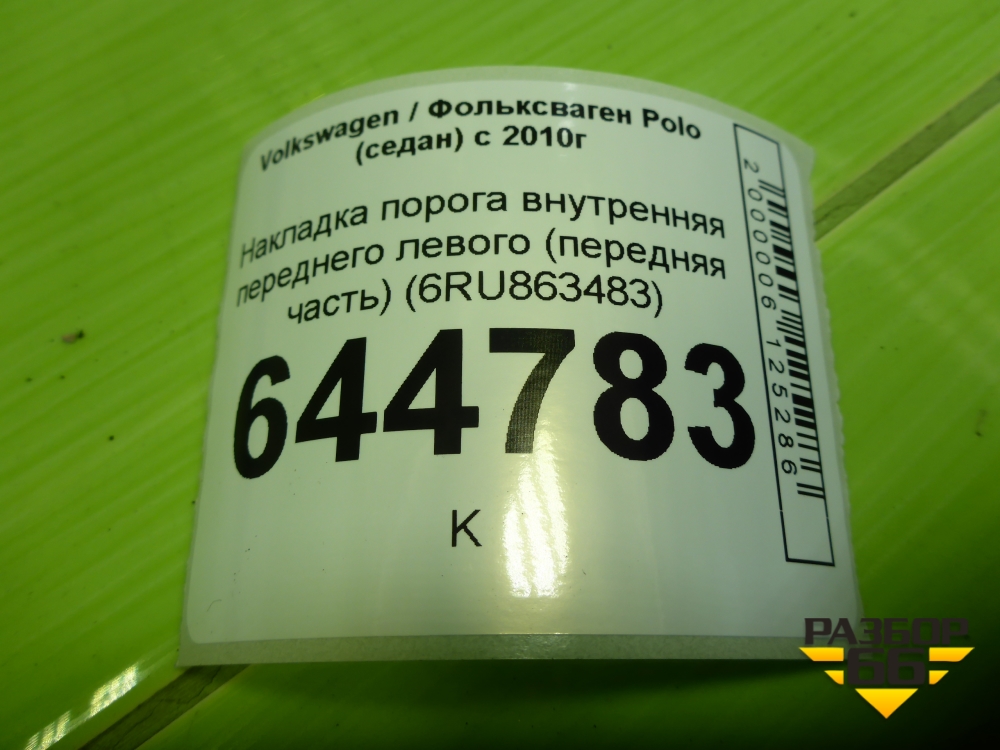 Volkswagen / Фольксваген Polo
(седан) с 2010г
Накладка порога внутренняя
переднего левого (передняя
часть) (6RU863483)
644783
К
2000006125286
РАЗБОР
66